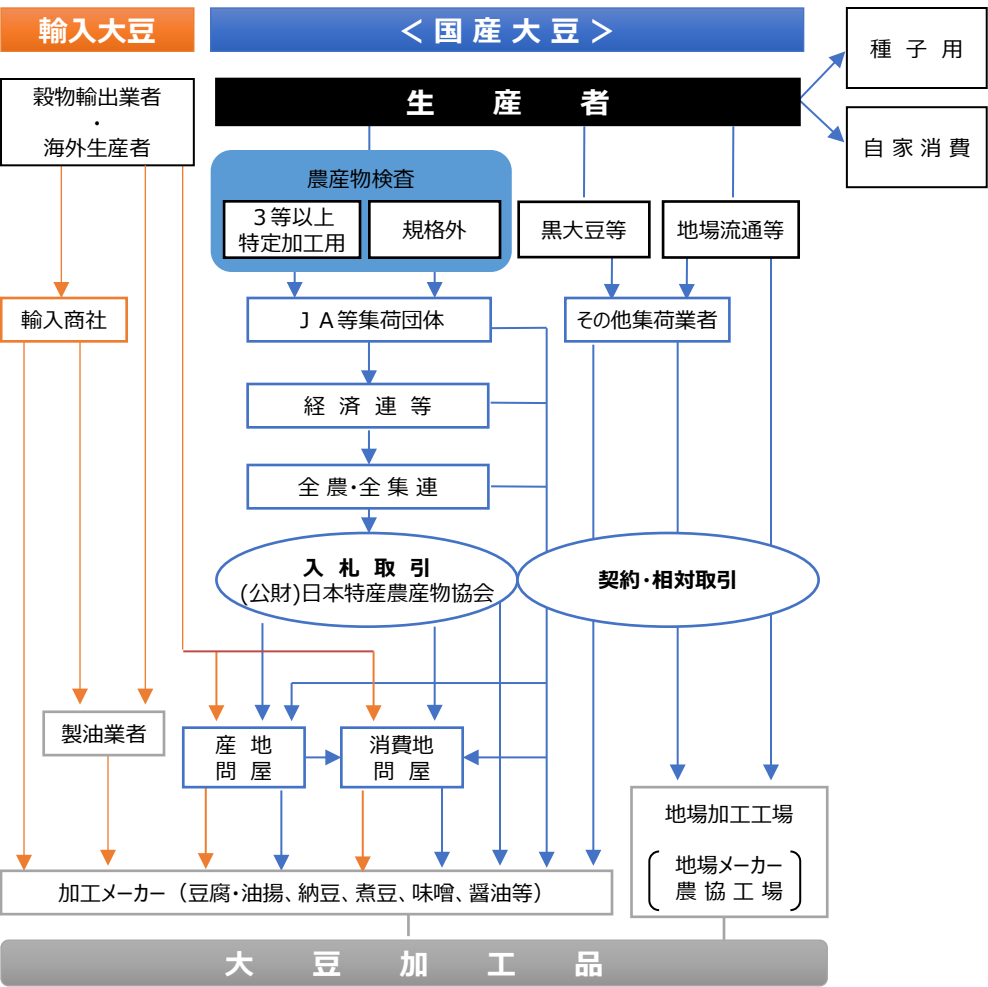 輸入大豆
＜国産大豆＞
種子用
自家消費
穀物輸出業者
・
海外生産者
生産者
農産物検査
３等以上
特定加工用
規格外
黒大豆等
地場流通等
輸入商社
ＪＡ等集荷団体
その他集荷業者
経済連等
全農・全集連
入札取引
(公財)日本特産農産物協会
契約・相対取引
製油業者
産地
問屋
消費地
問屋
地場加工工場
地場メーカー
農協工場
加工メーカー（豆腐・油揚、納豆、煮豆、味噌、醤油等）
大豆加工品